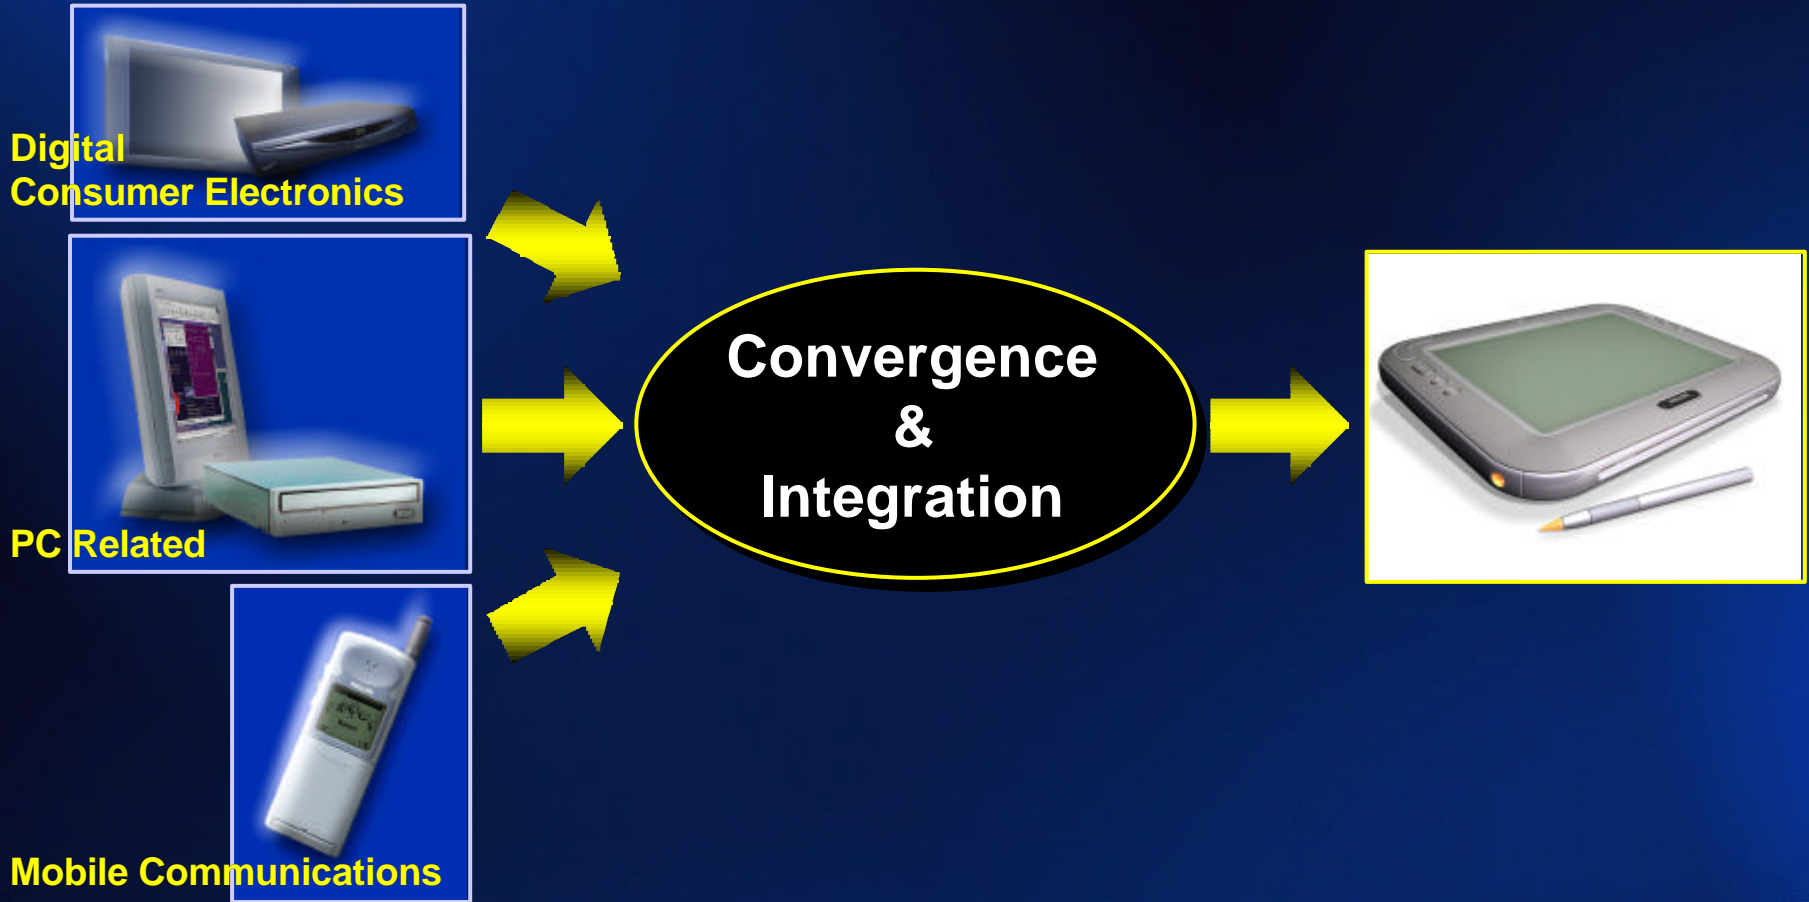 Digital
Consumer Electronics
PC Related
Mobile Communications
Convergence
&
Integration